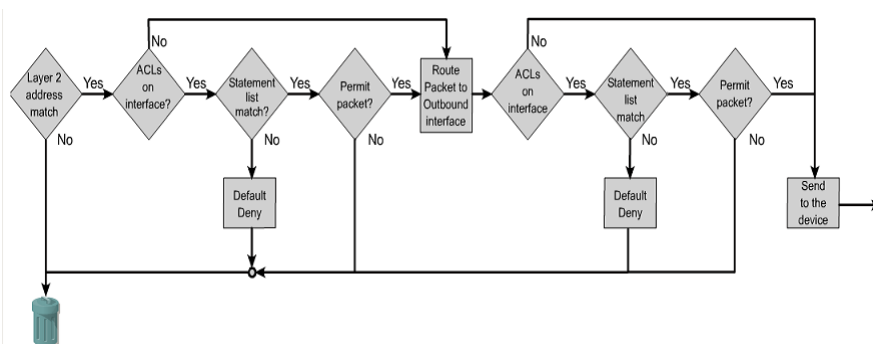 Layer 2
address
match
Yes
No
ACLs
on
interface?
No
Yes
Statement
list
match?
Yes
No
Default
Deny
Permit
packet?
Yes
No
Route
Packet to
Outbound
interface
ACLs
on
interface
No
Yes
Statement
list
match
Yes
No
Default
Deny
Permit
packet?
Yes
No
Send
to the
device